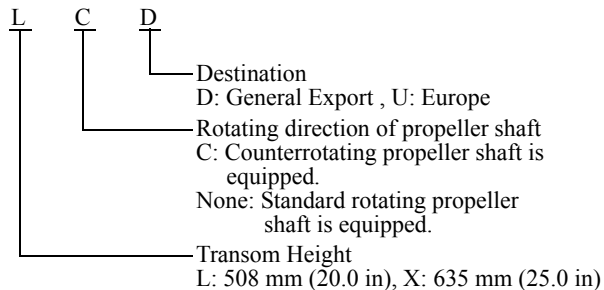 L C D
Destination
D: General Export , U: Europe
Rotating direction of propeller shaft
C: Counterrotating propeller shaft is
equipped.
None: Standard rotating propeller
shaft is equipped.
Transom Height
L: 508 mm (20.0 in), X: 635 mm (25.0 in)